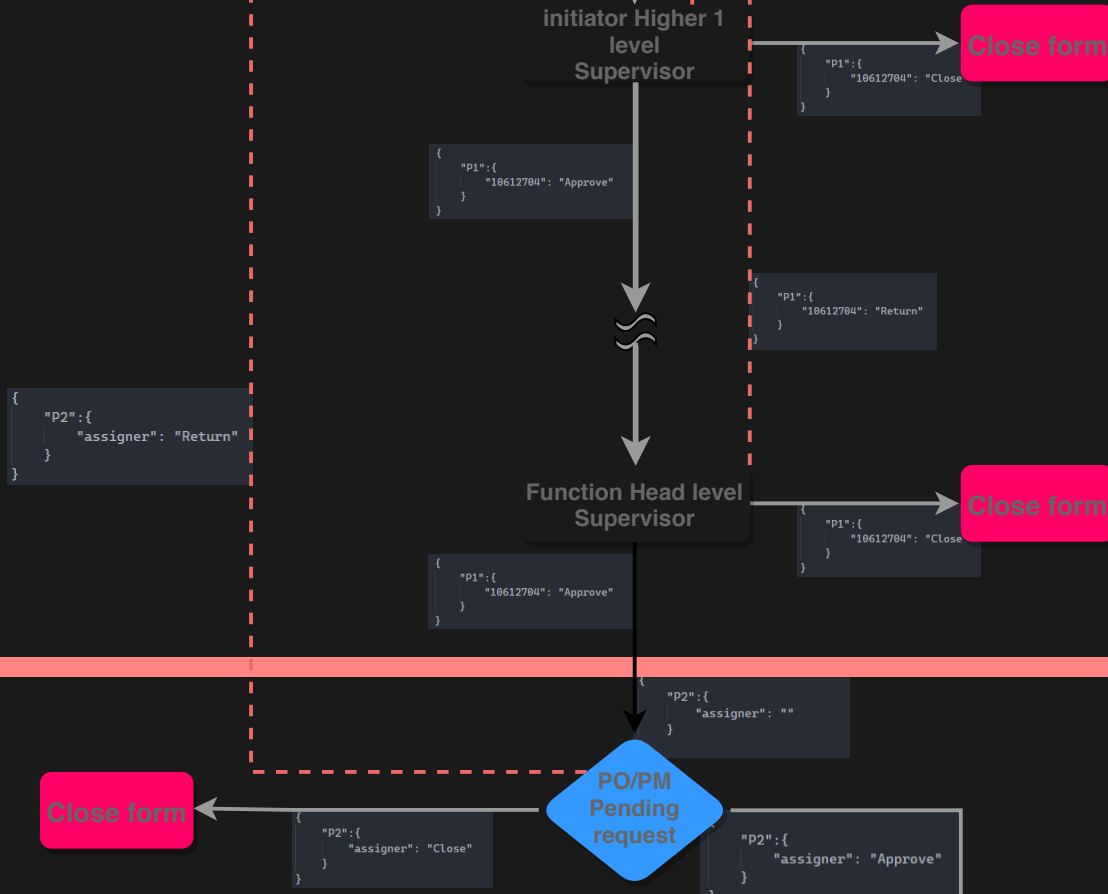 initiator Higher 1
level
Supervisor
Close form
{
"P1":{
"10612704": "Close
}
}
{
"P1":{
"10612704": "Approve"
}
}
{
"P1":{
"10612704": "Return"
}
}
{
"P2":{
"assigner": "Return"
}
}
Function Head level
Supervisor
Close form
{
"P1":{
"10612704": "Close
}
}
{
"P1":{
"10612704": "Approve"
}
}
{
"P2":{
"assigner": ""
}
PO/PM
Pending
request
Close form
{
"P2":{
"assigner": "Close"
}
}
{
"P2":{
"assigner": "Approve"
}
}